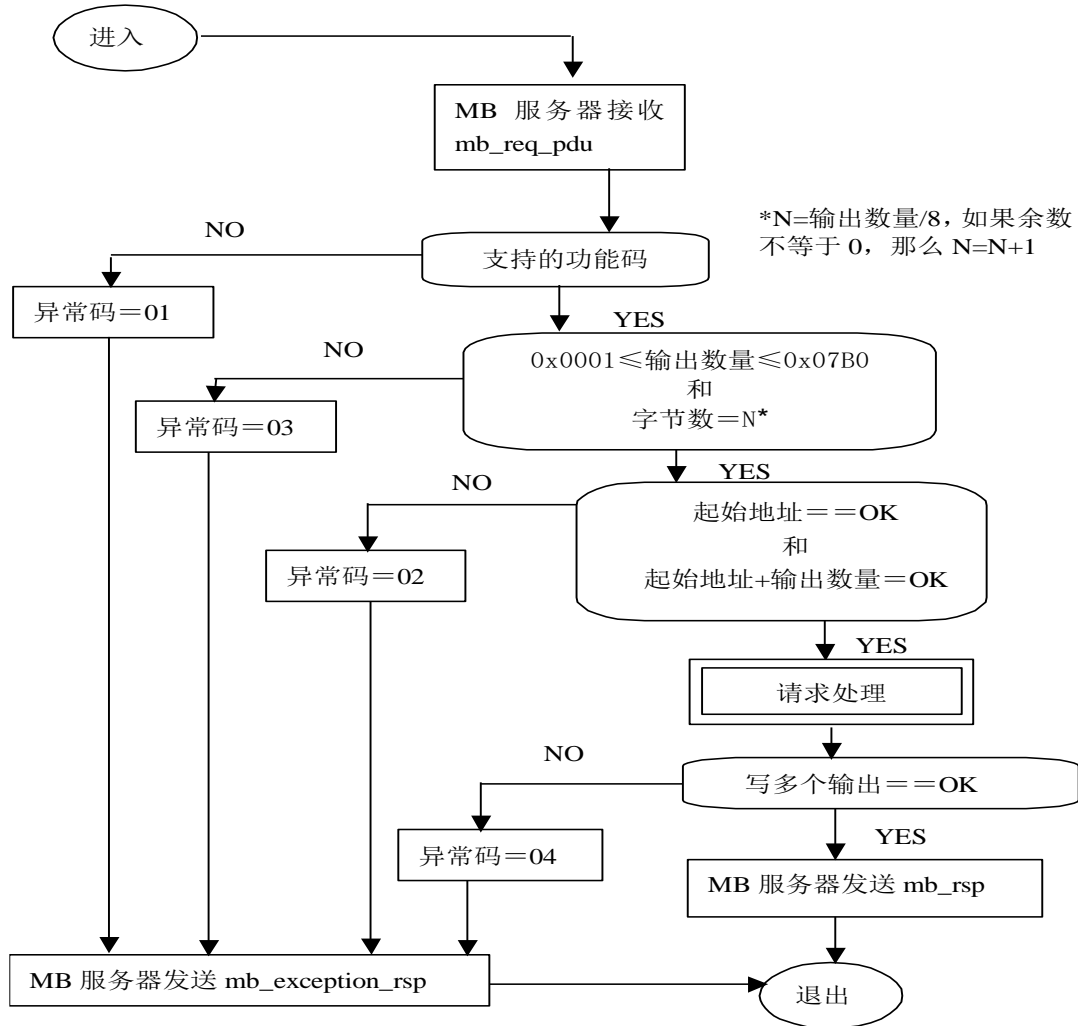 进入
MB 服务器接收
mb_req_pdu
*N=输出数量/8，如果余数
不等于 0，那么 N=N+1
NO
支持的功能码
异常码＝01
YES
NO
0x0001≤输出数量≤0x07B0
和
字节数＝N*
异常码＝03
YES
NO
起始地址＝＝OK
和
起始地址+输出数量＝OK
异常码＝02
YES
请求处理
NO
写多个输出＝＝OK
YES
异常码＝04
MB 服务器发送 mb_rsp
MB 服务器发送 mb_exception_rsp
退出